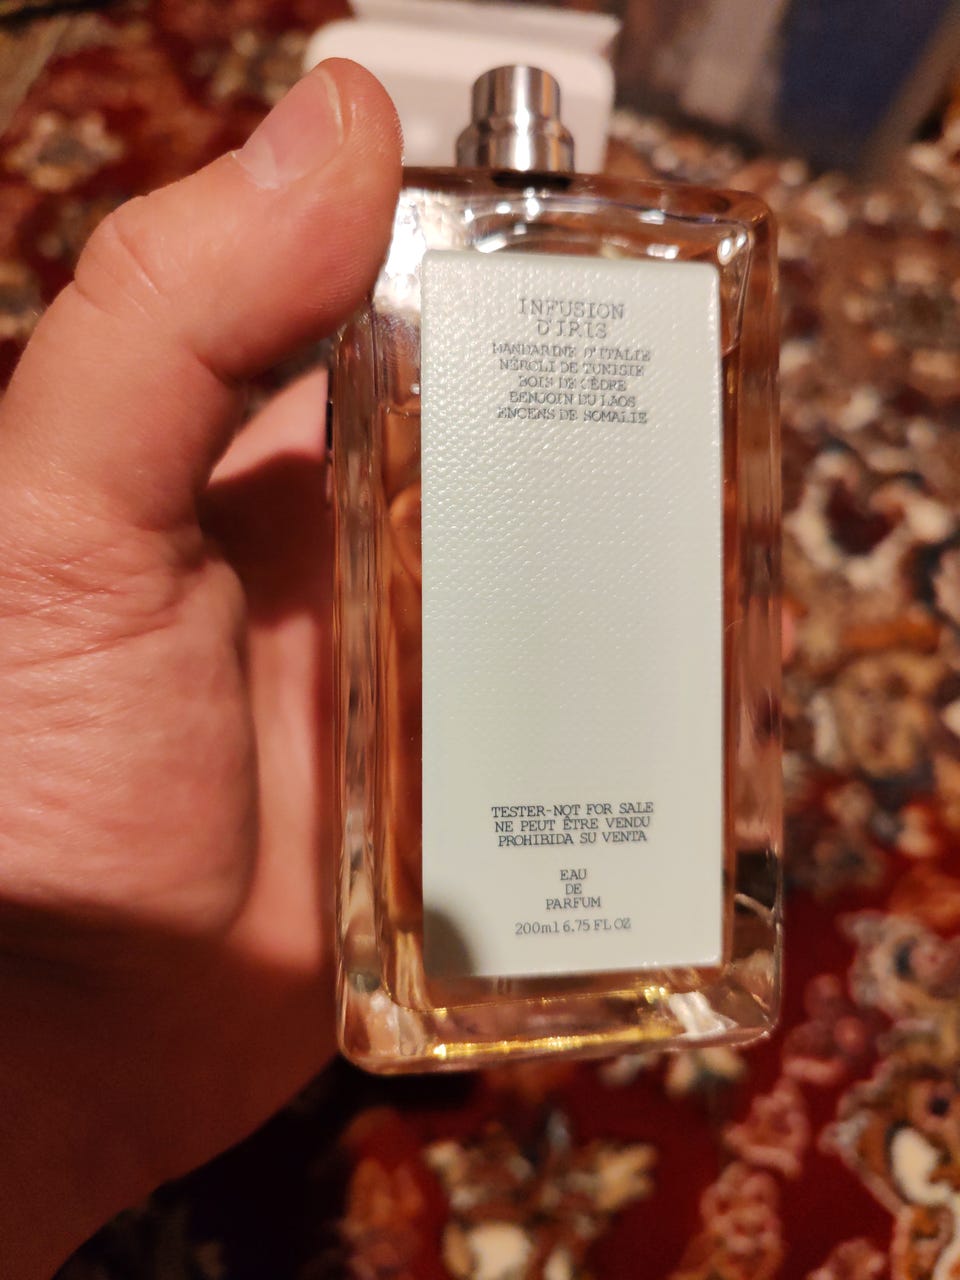 INFUSION
D'IRIS
MANDARINE D'ITALIE
NÉROLI DE TUNISIE
BOIS DE CÈDRE
BENJOIN DU LAOS
ENCENS DE SOMALIE
TESTER-NOT FOR SALE
NE PEUT ÊTRE VENDU
PROHIBIDA SU VENTA
EAU
DE
PARFUM
200ml 6.75 FL OZ